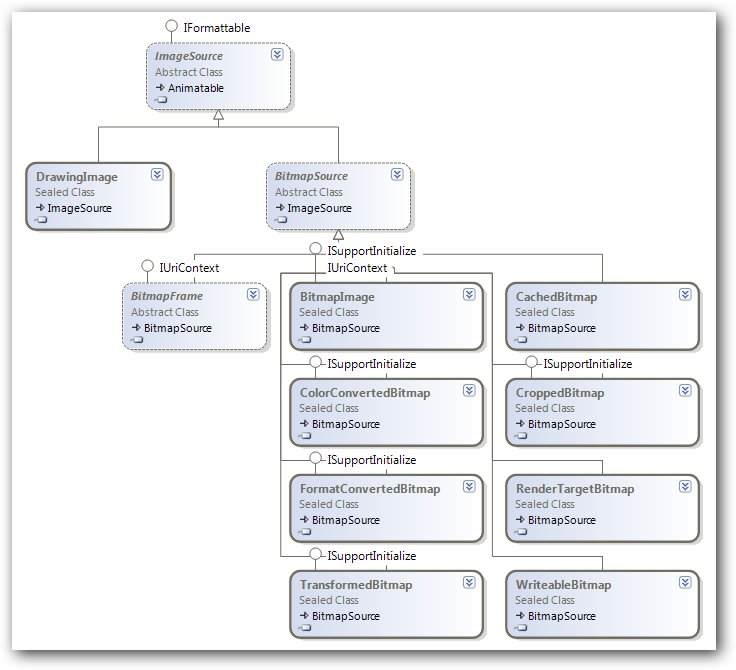 IFormattable
ImageSource
Abstract Class
Animatable
DrawingImage
Sealed Class
ImageSource
BitmapSource
Abstract Class
ImageSource
ISupportInitialize
IUriContext
IUriContext
BitmapFrame
Abstract Class
BitmapSource
BitmapImage
Sealed Class
BitmapSource
CachedBitmap
Sealed Class
BitmapSource
ISupportInitialize
ISupportInitialize
ColorConvertedBitmap
Sealed Class
BitmapSource
CroppedBitmap
Sealed Class
BitmapSource
ISupportInitialize
FormatConvertedBitmap
Sealed Class
BitmapSource
RenderTargetBitmap
Sealed Class
BitmapSource
ISupportInitialize
TransformedBitmap
Sealed Class
BitmapSource
WriteableBitmap
Sealed Class
BitmapSource